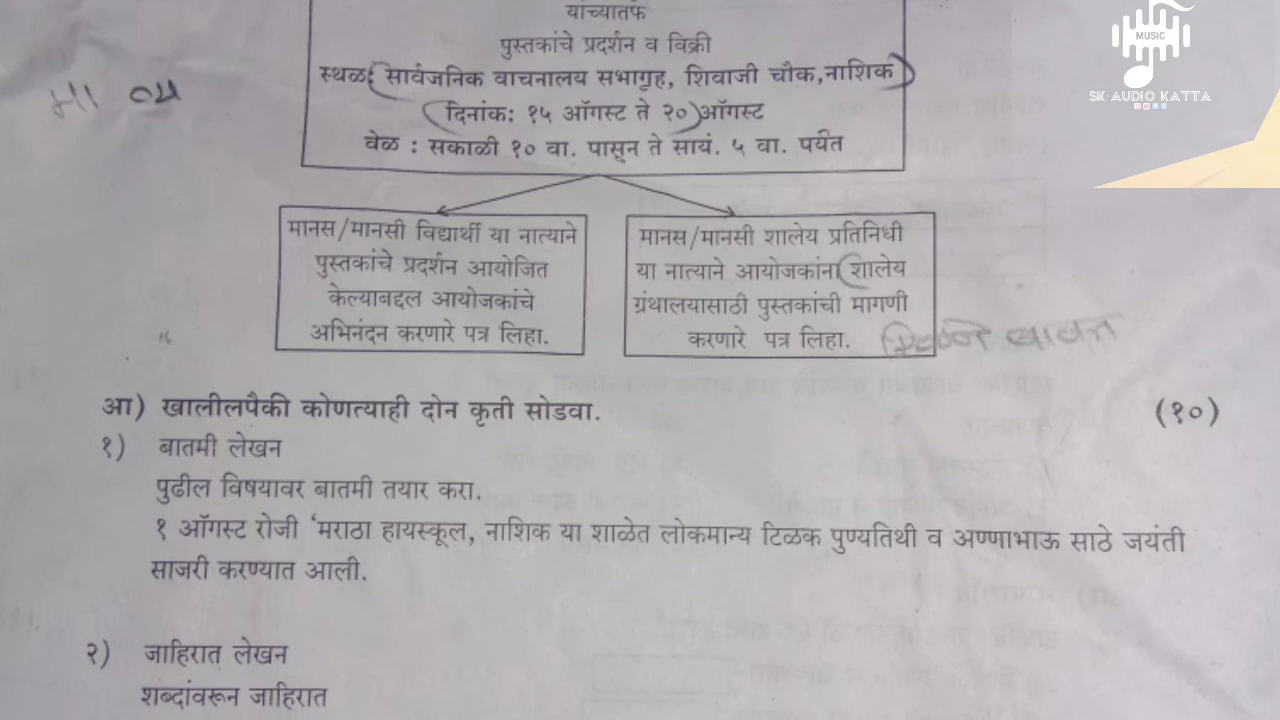 यांच्यातर्फे
पुस्तकांचे प्रदर्शन व विक्री
स्थळ: सार्वजनिक वाचनालय सभागृह, शिवाजी चौक,नाशिक
दिनांक: १५ ऑगस्ट ते २० ऑगस्ट
वेळ : सकाळी १० वा. पासून ते सायं. ५ वा. पर्यंत
MUSIC
SK AUDIO KATTA
मानस/मानसी विद्यार्थी या नात्याने
पुस्तकांचे प्रदर्शन आयोजित
केल्याबद्दल आयोजकांचे
अभिनंदन करणारे पत्र लिहा.
मानस/मानसी शालेय प्रतिनिधी
या नात्याने आयोजकांना शालेय
ग्रंथालयासाठी पुस्तकांची मागणी
करणारे पत्र लिहा.
आ) खालीलपैकी कोणत्याही दोन कृती सोडवा. (१०)
१) बातमी लेखन
पुढील विषयावर बातमी तयार करा.
१ ऑगस्ट रोजी ‘मराठा हायस्कूल, नाशिक या शाळेत लोकमान्य टिळक पुण्यतिथी व अण्णाभाऊ साठे जयंती
साजरी करण्यात आली.
२) जाहिरात लेखन
शब्दांवरून जाहिरात